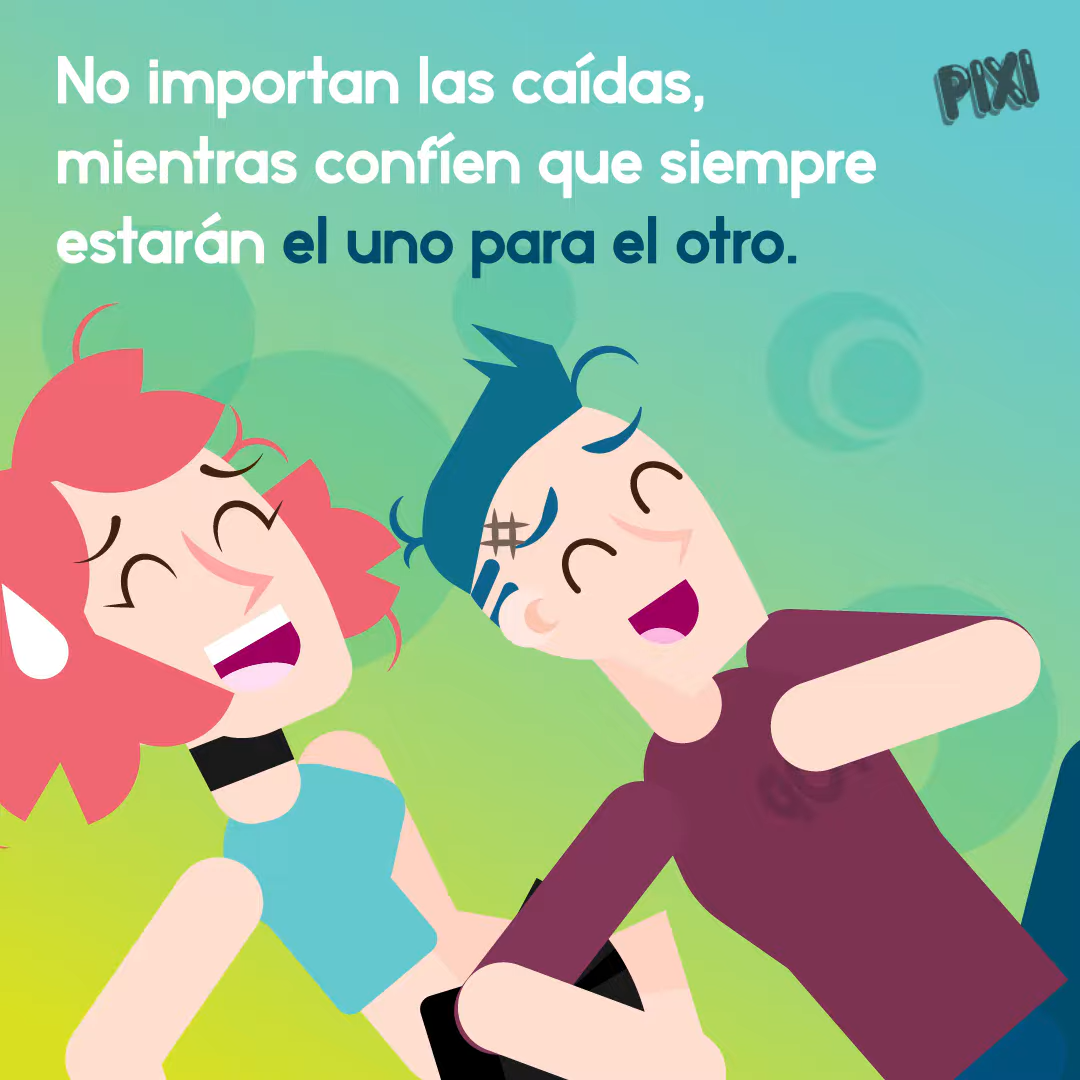 No importan las caídas,
mientras confíen que siempre
estarán el uno para el otro.
PIXI